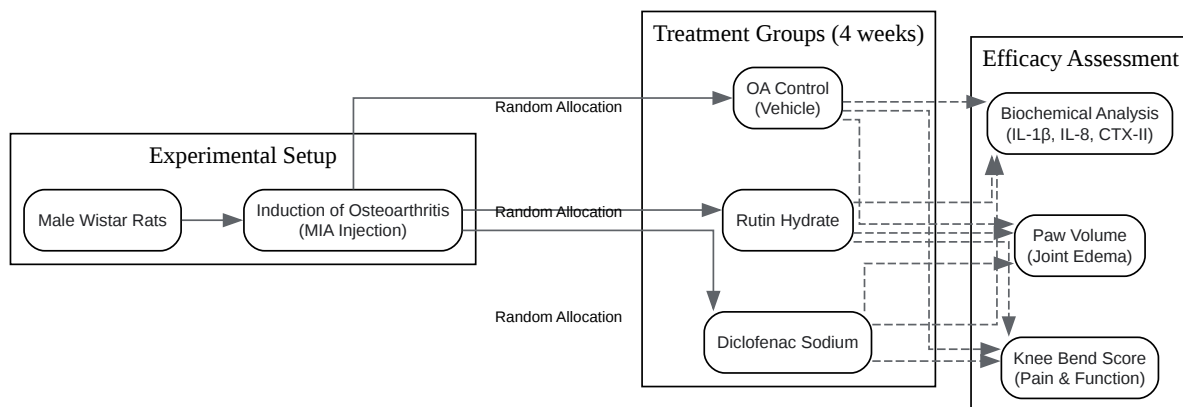 Experimental Setup
Male Wistar Rats
Induction of Osteoarthritis
(MIA Injection)
Random Allocation
Random Allocation
Random Allocation
Treatment Groups (4 weeks)
OA Control
(Vehicle)
Rutin Hydrate
Diclofenac Sodium
Efficacy Assessment
Biochemical Analysis
(IL-1β, IL-8, CTX-II)
Paw Volume
(Joint Edema)
Knee Bend Score
(Pain & Function)